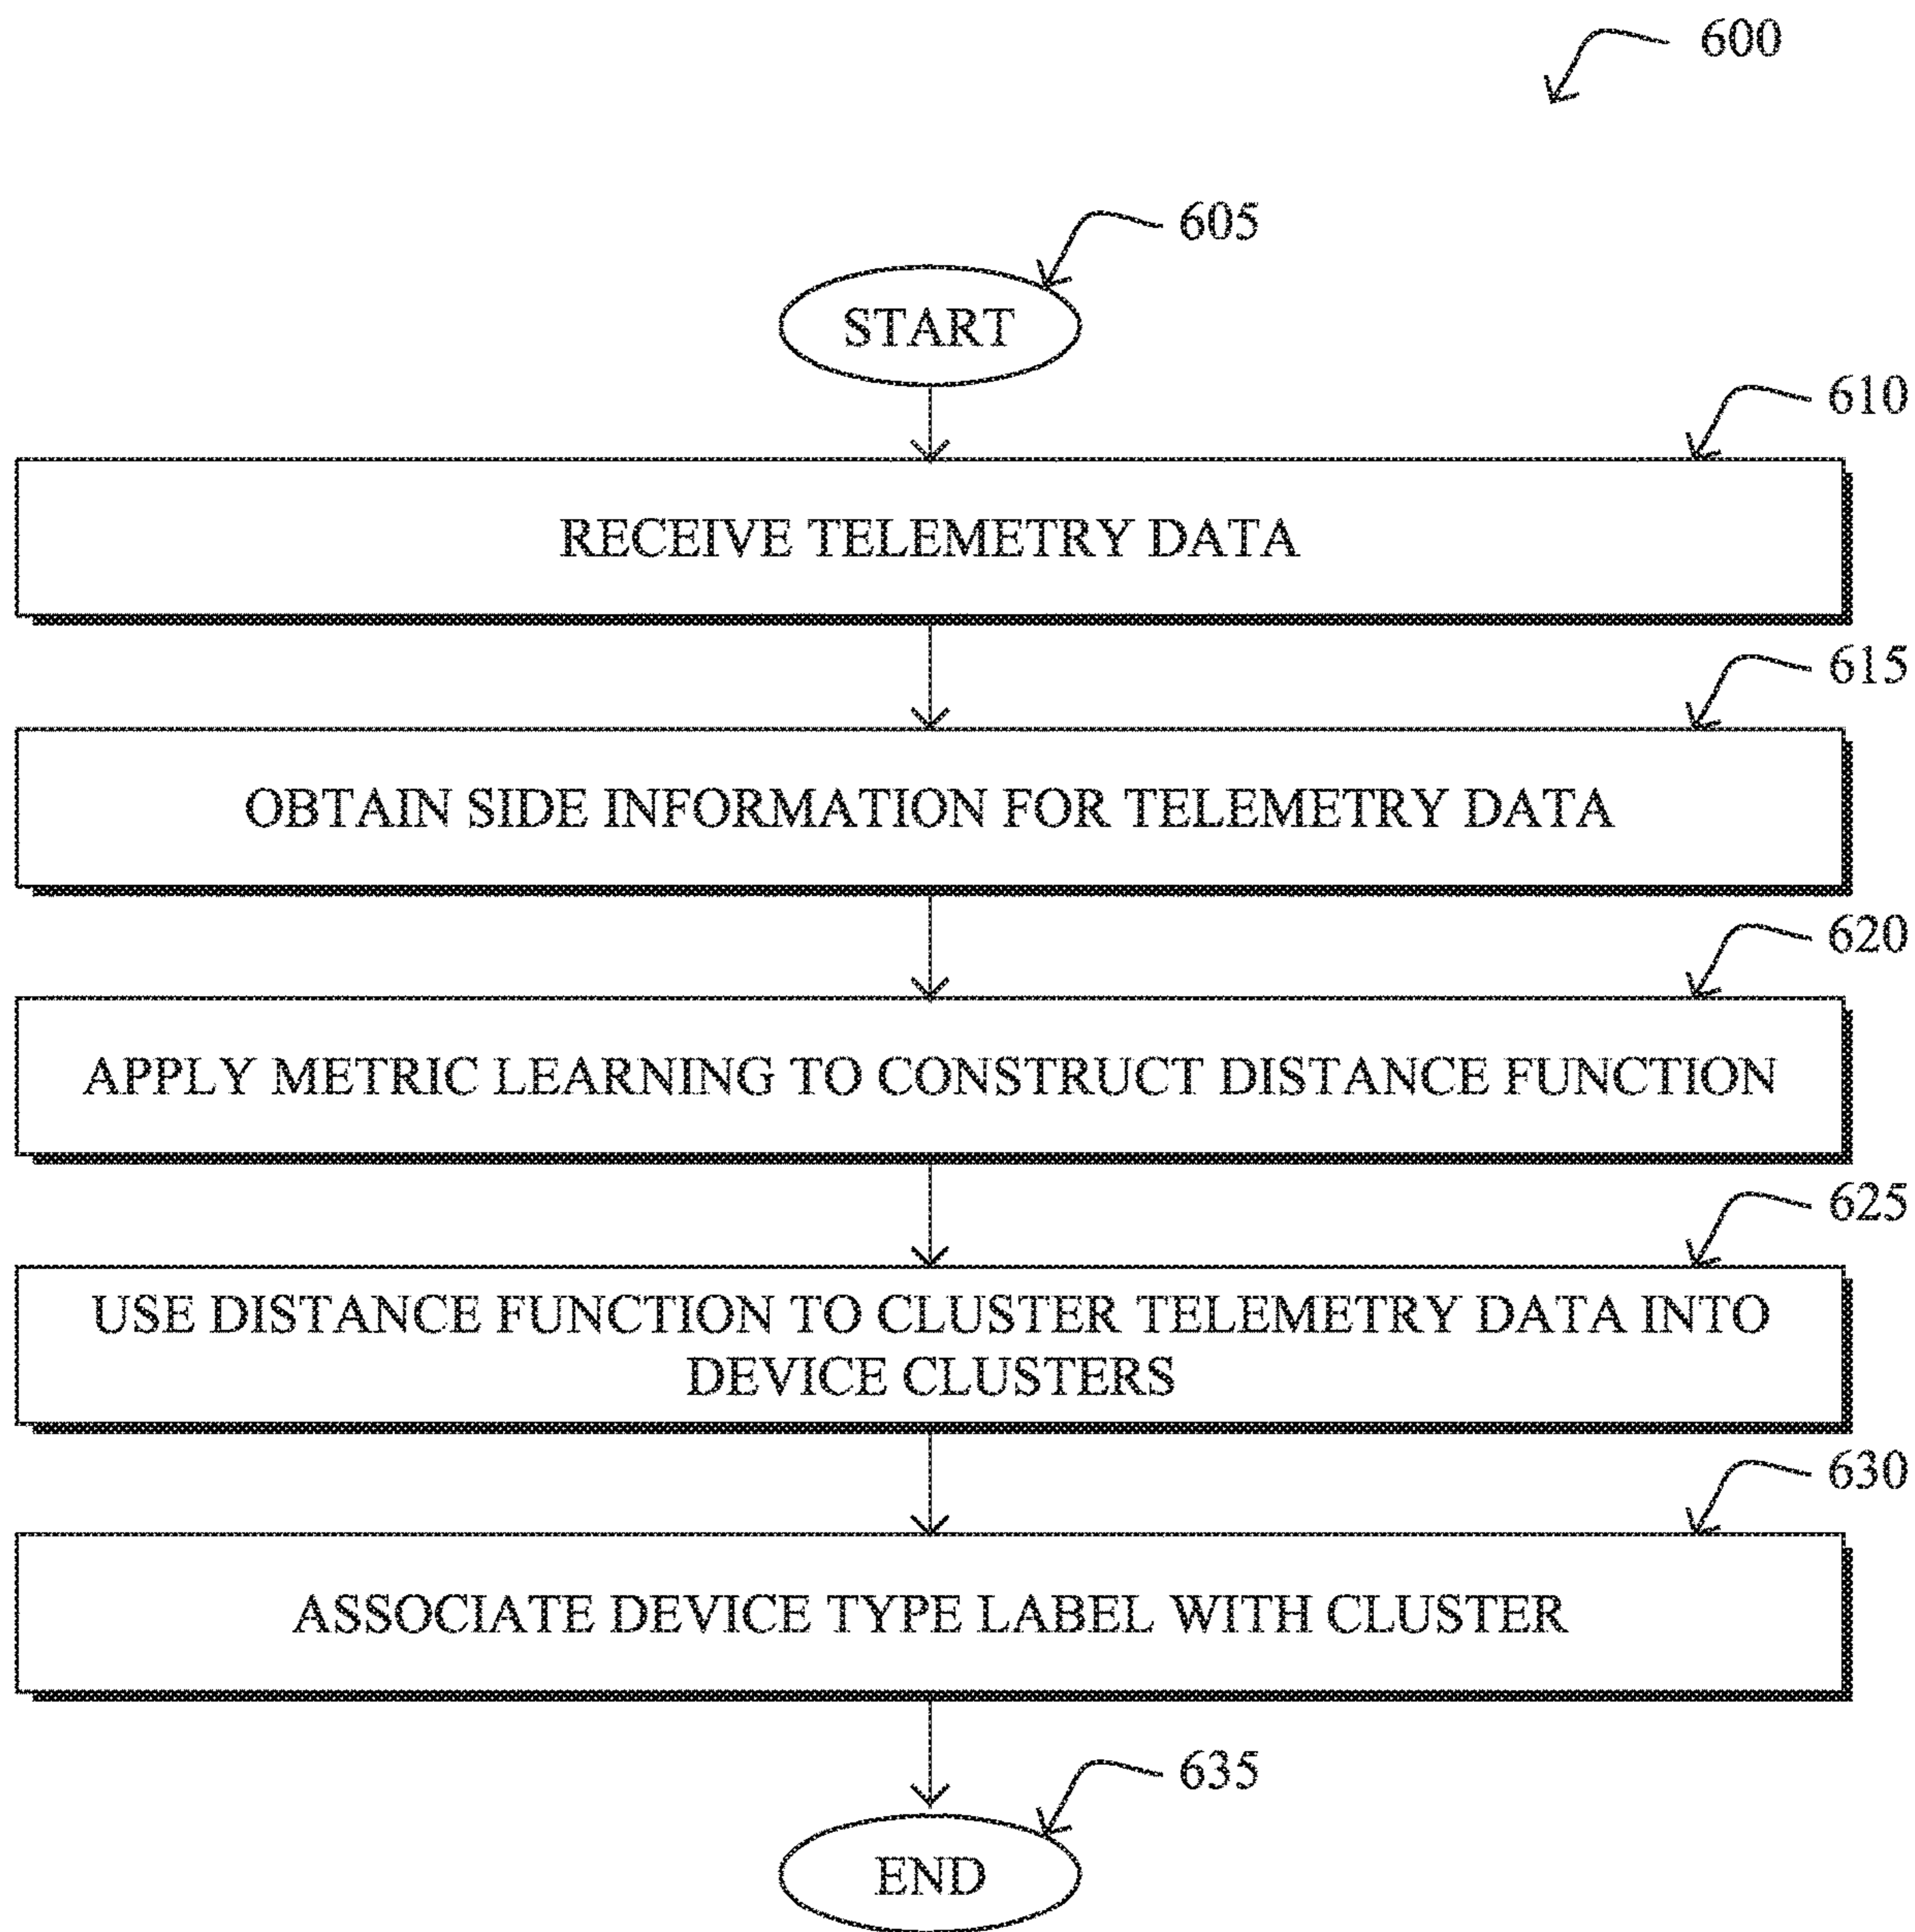 600
605
START
610
RECEIVE TELEMETRY DATA
615
OBTAIN SIDE INFORMATION FOR TELEMETRY DATA
620
APPLY METRIC LEARNING TO CONSTRUCT DISTANCE FUNCTION
625
USE DISTANCE FUNCTION TO CLUSTER TELEMETRY DATA INTO
DEVICE CLUSTERS
630
ASSOCIATE DEVICE TYPE LABEL WITH CLUSTER
635
END